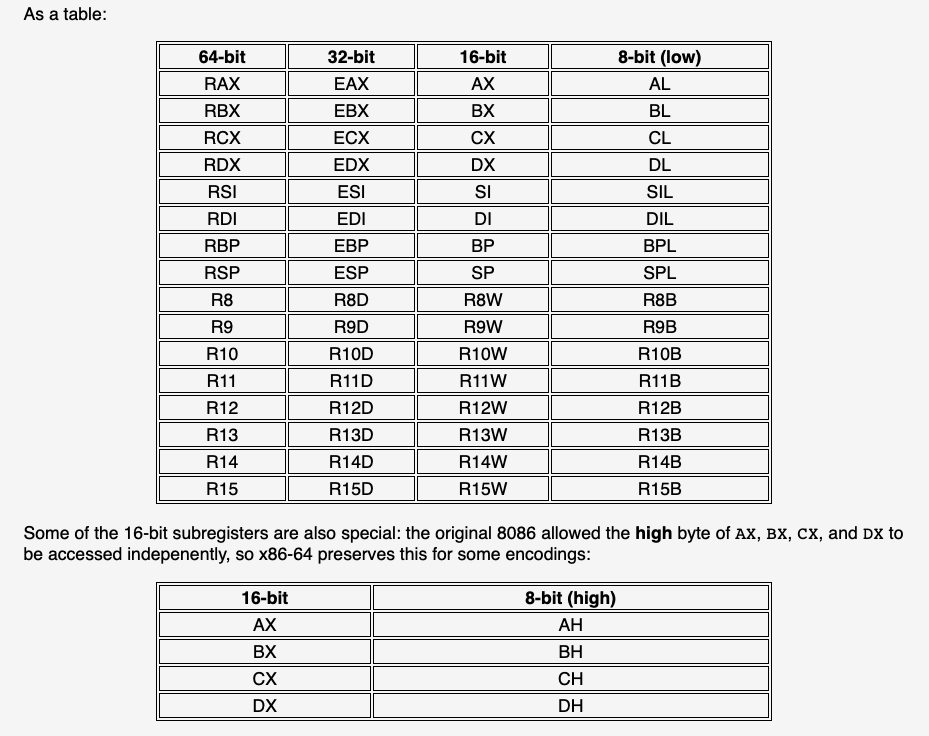 As a table:
64-bit 32-bit 16-bit 8-bit (low)
RAX EAX AX AL
RBX EBX BX BL
RCX ECX CX CL
RDX EDX DX DL
RSI ESI SI SIL
RDI EDI DI DIL
RBP EBP BP BPL
RSP ESP SP SPL
R8 R8D R8W R8B
R9 R9D R9W R9B
R10 R10D R10W R10B
R11 R11D R11W R11B
R12 R12D R12W R12B
R13 R13D R13W R13B
R14 R14D R14W R14B
R15 R15D R15W R15B
Some of the 16-bit subregisters are also special: the original 8086 allowed the high byte of AX, BX, CX, and DX to
be accessed indepenently, so x86-64 preserves this for some encodings:
16-bit 8-bit (high)
AX AH
BX BH
CX CH
DX DH